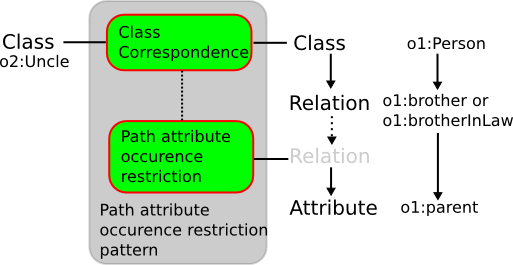 Class
o2:Uncle
Class
Correspondence
Class
o1:Person
Relation
o1:brother or
o1:brotherInLaw
Path attribute
occurence
restriction
Relation
Attribute
o1:parent
Path attribute
occurence restriction
pattern